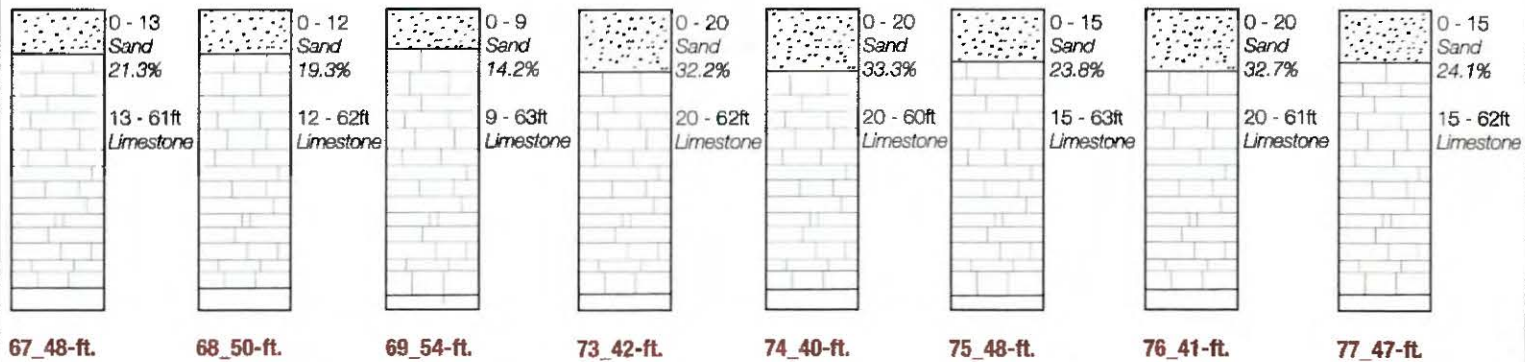 0 - 13
Sand
21.3%
13 - 61ft
Limestone
67_48-ft.
0 - 12
Sand
19.3%
12 - 62ft
Limestone
68_50-ft.
0 - 9
Sand
14.2%
9 - 63ft
Limestone
69_54-ft.
0 - 20
Sand
32.2%
20 - 62ft
Limestone
73_42-ft.
0 - 20
Sand
33.3%
20 - 60ft
Limestone
74_40-ft.
0 - 15
Sand
23.8%
15 - 63ft
Limestone
75_48-ft.
0 - 20
Sand
32.7%
20 - 61ft
Limestone
76_41-ft.
0 - 15
Sand
24.1%
15 - 62ft
Limestone
77_47-ft.